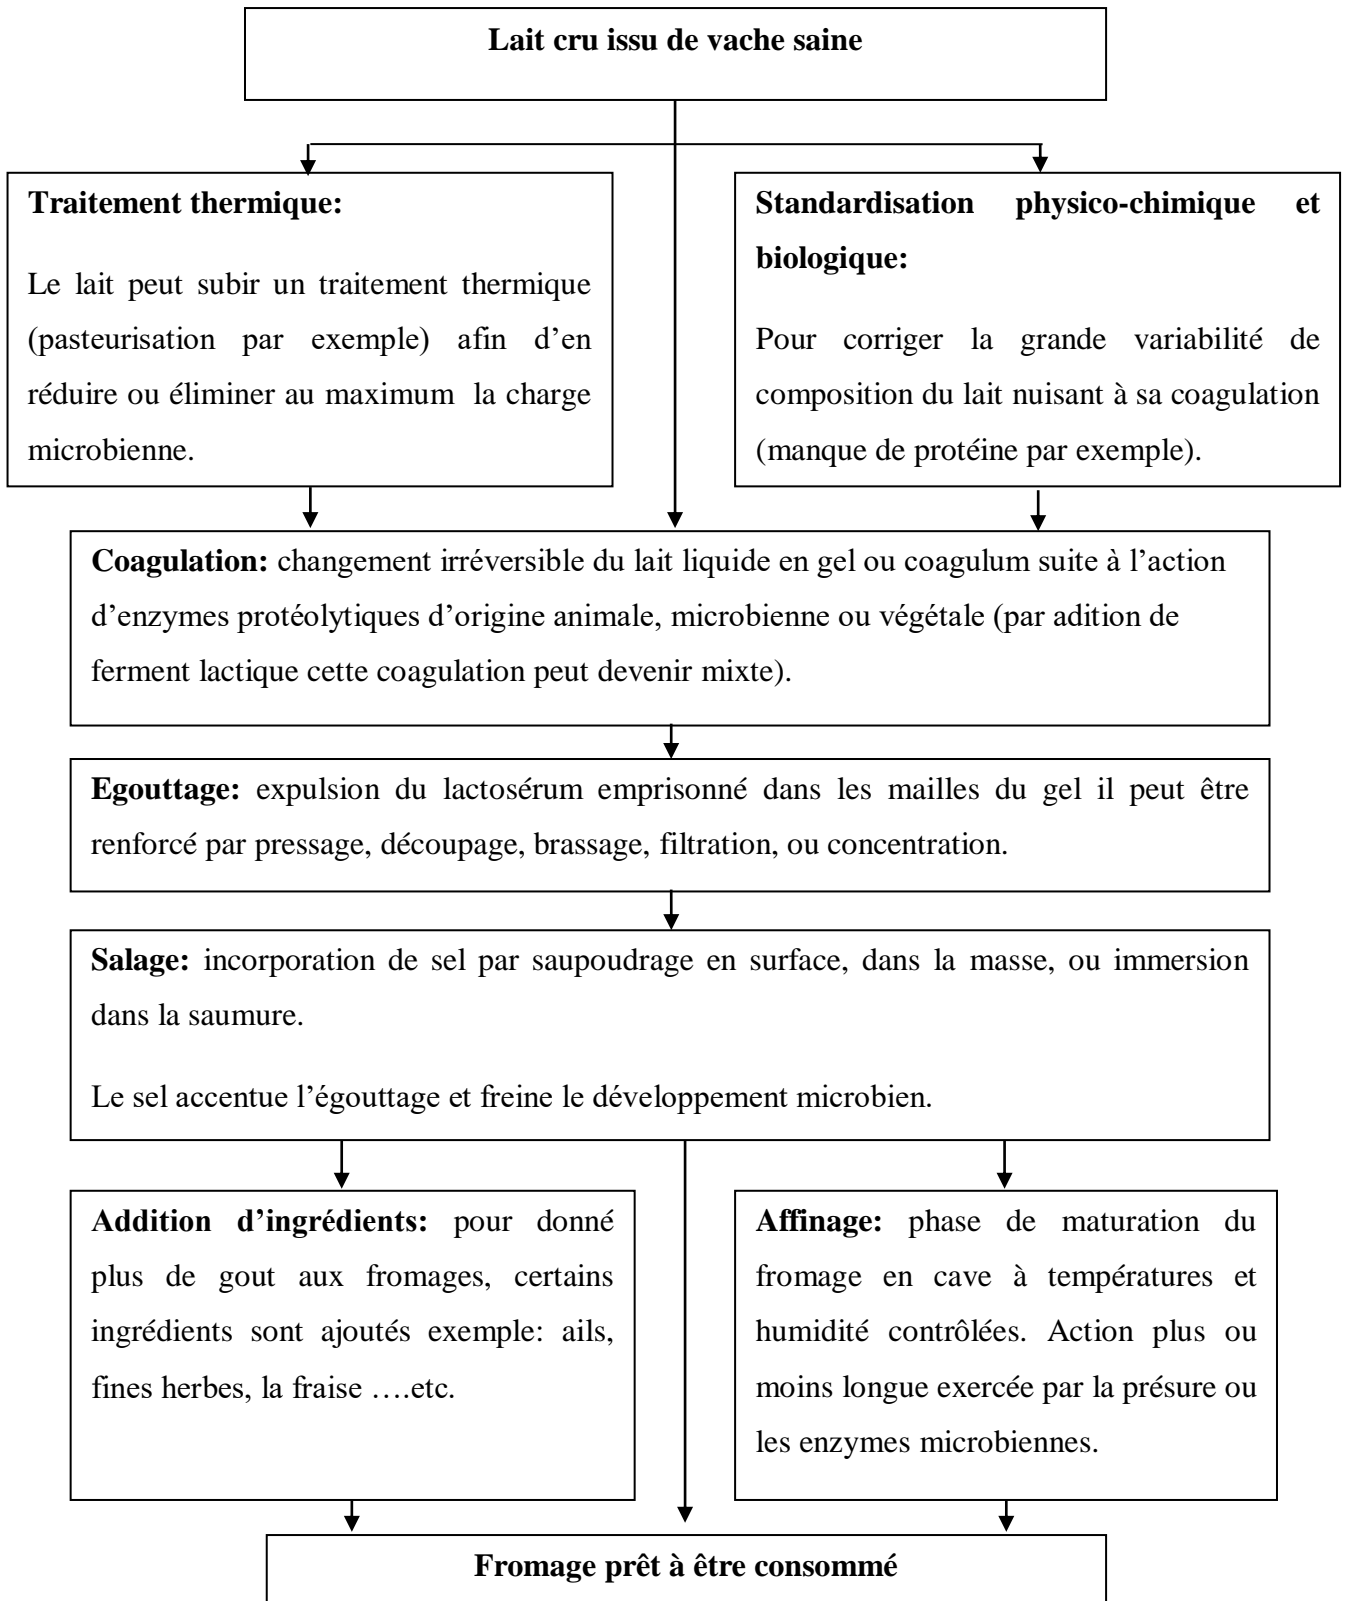 Lait cru issu de vache saine
Traitement thermique:
Le lait peut subir un traitement thermique
(pasteurisation par exemple) afin d’en
réduire ou éliminer au maximum la charge
microbienne.
Standardisation physico-chimique et
biologique:
Pour corriger la grande variabilité de
composition du lait nuisant à sa coagulation
(manque de protéine par exemple).
Coagulation: changement irréversible du lait liquide en gel ou coagulum suite à l’action
d’enzymes protéolytiques d’origine animale, microbienne ou végétale (par adition de
ferment lactique cette coagulation peut devenir mixte).
Egouttage: expulsion du lactosérum emprisonné dans les mailles du gel il peut être
renforcé par pressage, découpage, brassage, filtration, ou concentration.
Salage: incorporation de sel par saupoudrage en surface, dans la masse, ou immersion
dans la saumure.
Le sel accentue l’égouttage et freine le développement microbien.
Addition d’ingrédients: pour donné
plus de gout aux fromages, certains
ingrédients sont ajoutés exemple: ails,
fines herbes, la fraise ….etc.
Affinage: phase de maturation du
fromage en cave à températures et
humidité contrôlées. Action plus ou
moins longue exercée par la présure ou
les enzymes microbiennes.
Fromage prêt à être consommé